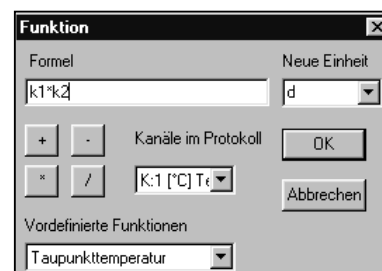 Funktion
Formel
Neue Einheit
k1*k2
d
+ -
Kanäle im Protokoll
OK
* /
K:1 [°C] Te
Abbrechen
Vordefinierte Funktionen
Taupunkttemperatur